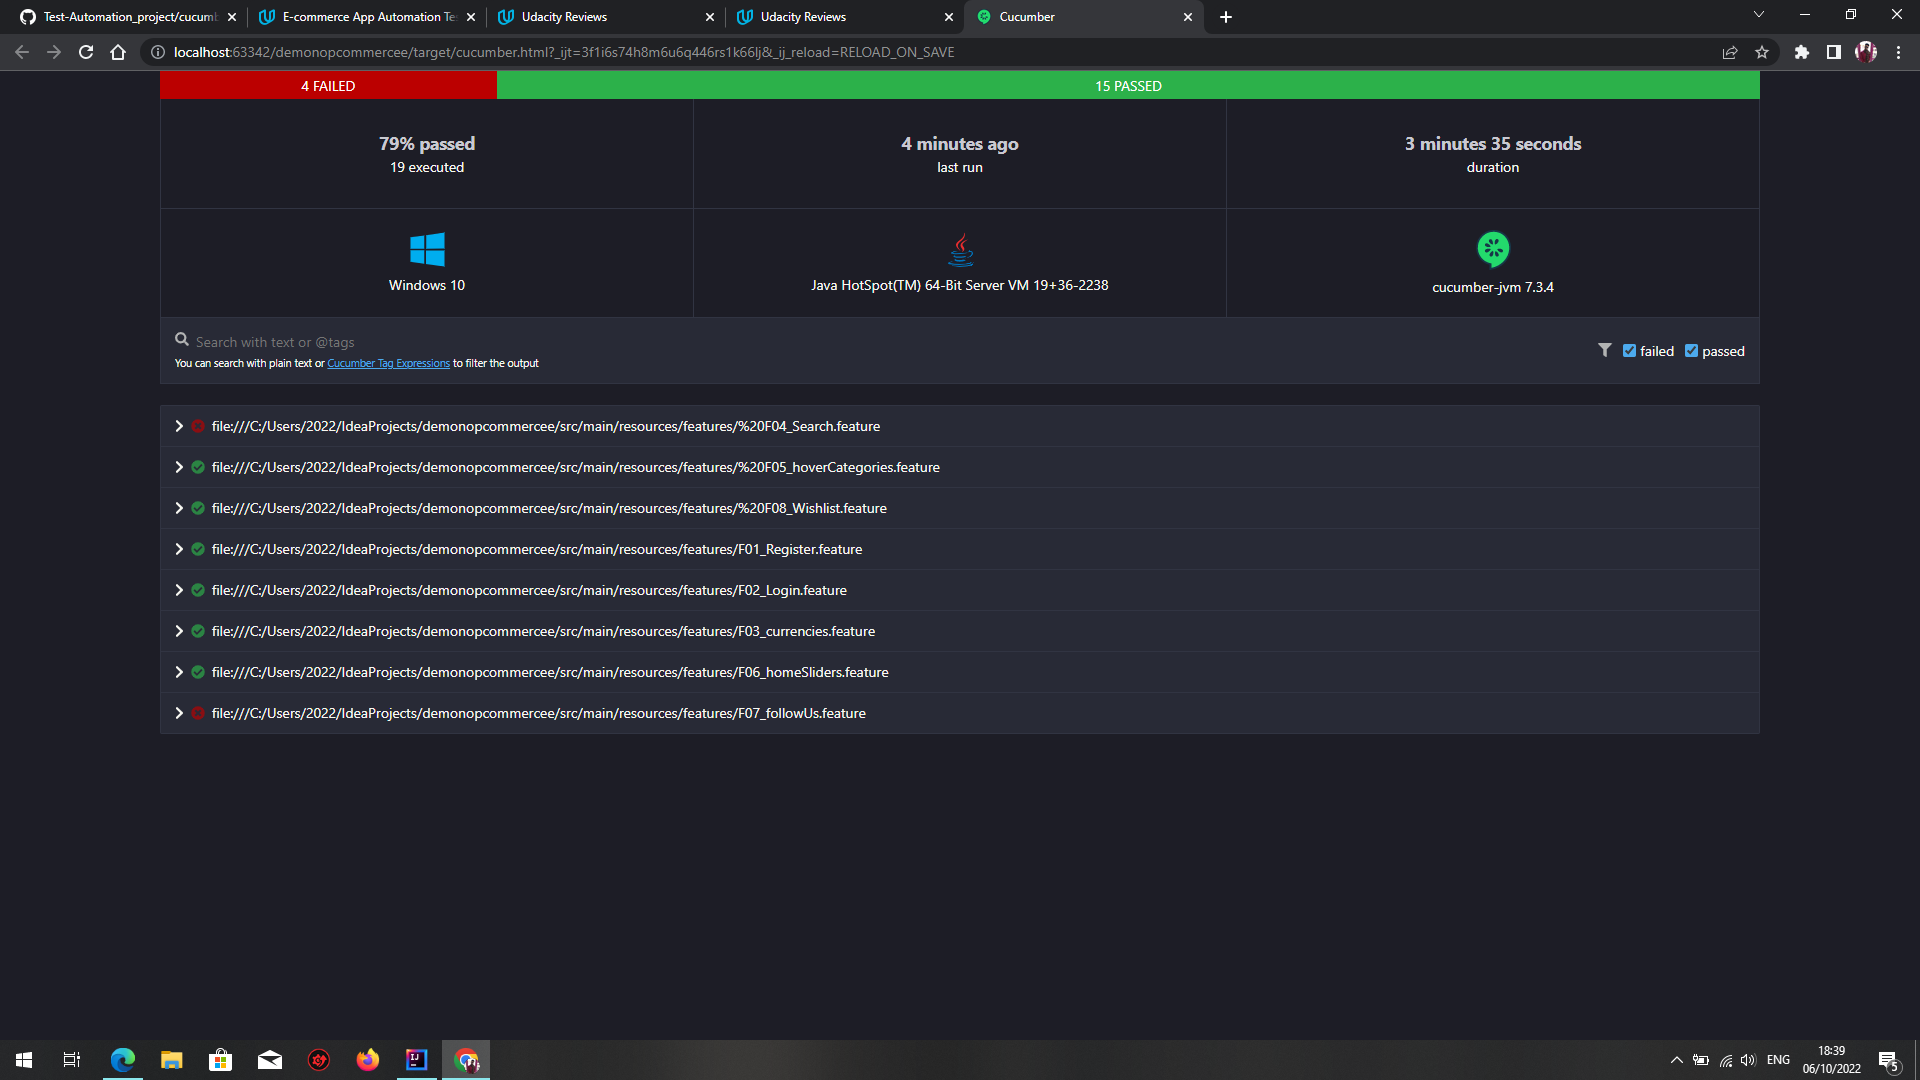 Test-Automation_project/cucum
E-commerce App Automation Te
Udacity Reviews
Udacity Reviews
Cucumber
localhost:63342/demonopcommercee/target/cucumber.html?_ijt=3f1i6s74h8m6u6q446rs1k66lj&_ij_reload=RELOAD_ON_SAVE
4 FAILED
15 PASSED
79% passed
19 executed
4 minutes ago
last run
3 minutes 35 seconds
duration
Windows 10
Java HotSpot(TM) 64-Bit Server VM 19+36-2238
cucumber-jvm 7.3.4
Search with text or @tags
You can search with plain text or Cucumber Tag Expressions to filter the output
failed
passed
file:///C:/Users/2022/IdeaProjects/demonopcommercee/src/main/resources/features/%20F04_Search.feature
file:///C:/Users/2022/IdeaProjects/demonopcommercee/src/main/resources/features/%20F05_hoverCategories.feature
file:///C:/Users/2022/IdeaProjects/demonopcommercee/src/main/resources/features/%20F08_Wishlist.feature
file:///C:/Users/2022/IdeaProjects/demonopcommercee/src/main/resources/features/F01_Register.feature
file:///C:/Users/2022/IdeaProjects/demonopcommercee/src/main/resources/features/F02_Login.feature
file:///C:/Users/2022/IdeaProjects/demonopcommercee/src/main/resources/features/F03_currencies.feature
file:///C:/Users/2022/IdeaProjects/demonopcommercee/src/main/resources/features/F06_homeSliders.feature
file:///C:/Users/2022/IdeaProjects/demonopcommercee/src/main/resources/features/F07_followUs.feature
IJ
ENG
18:39
06/10/2022
5